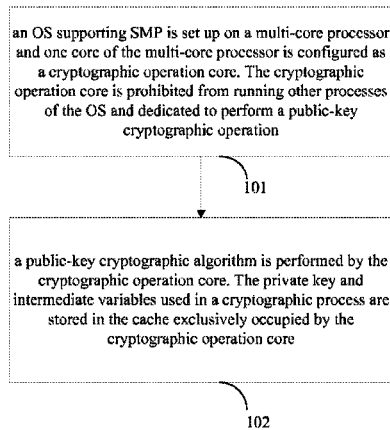 an OS supporting SMP is set up on a multi-core processor
and one core of the multi-core processor is configured as
a cryptographic operation core. The cryptographic
operation core is prohibited from running other processes
of the OS and dedicated to perform a public-key
cryptographic operation
101
a public-key cryptographic algorithm is performed by the
cryptographic operation core. The private key and
intermediate variables used in a cryptographic process are
stored in the cache exclusively occupied by the
cryptographic operation core
102